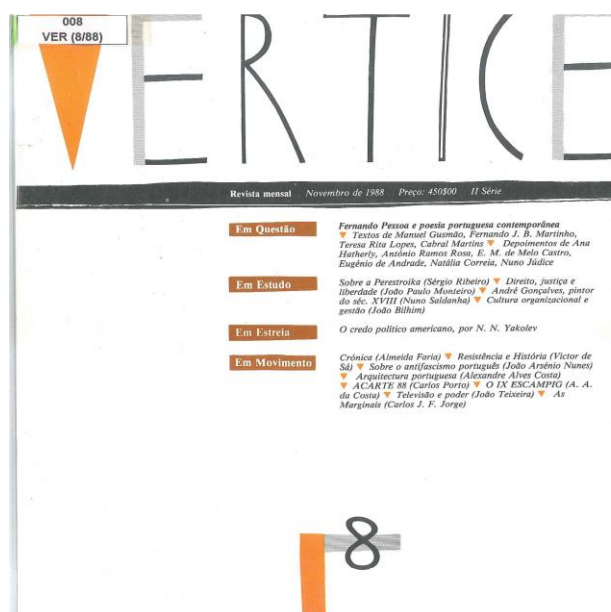 008
VER (8/88)
VERTICE
Revista mensal Novembro de 1988 Preço: 450$00 II Série
Em Questão
Fernando Pessoa e poesia portuguesa contemporânea
▼ Textos de Manuel Gusmão, Fernando J. B. Martinho,
Teresa Rita Lopes, Cabral Martins ▼ Depoimentos de Ana
Hatherly, António Ramos Rosa, E. M. de Melo Castro,
Eugénio de Andrade, Natália Correia, Nuno Júdice
Em Estudo
Sobre a Perestroika (Sérgio Ribeiro) ▼ Direito, justiça e
liberdade (João Paulo Monteiro) ▼ André Gonçalves, pintor
do séc. XVIII (Nuno Saldanha) ▼ Cultura organizacional e
gestão (João Bilhim)
Em Estreia
O credo político americano, por N. N. Yakolev
Em Movimento
Crónica (Almeida Faria) ▼ Resistência e História (Victor de
Sá) ▼ Sobre o antifascismo português (João Arsénio Nunes)
▼ Arquitectura portuguesa (Alexandre Alves Costa)
▼ ACARTE 88 (Carlos Porto) ▼ O IX ESCAMPIG (A. A.
da Costa) ▼ Televisão e poder (João Teixeira) ▼ As
Marginais (Carlos J. F. Jorge)
8